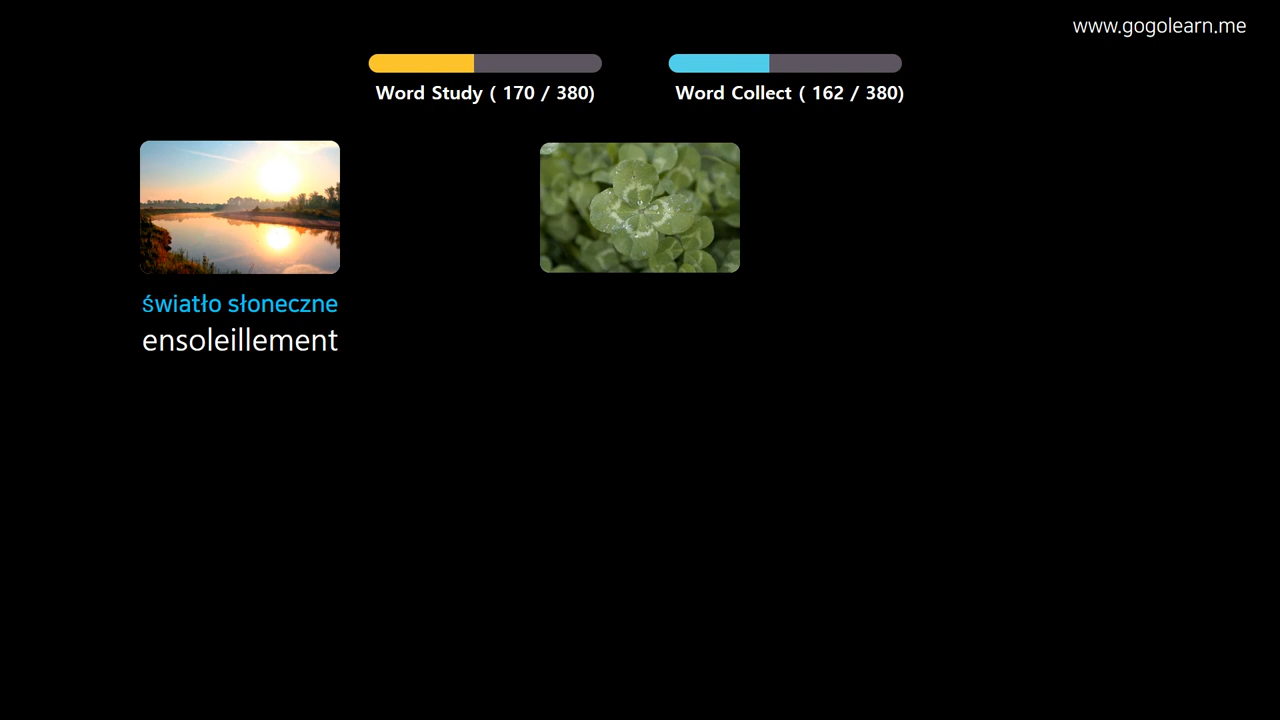 www.gogolearn.me
Word Study ( 170 / 380)
Word Collect ( 162 / 380)
światło słoneczne
ensoleillement